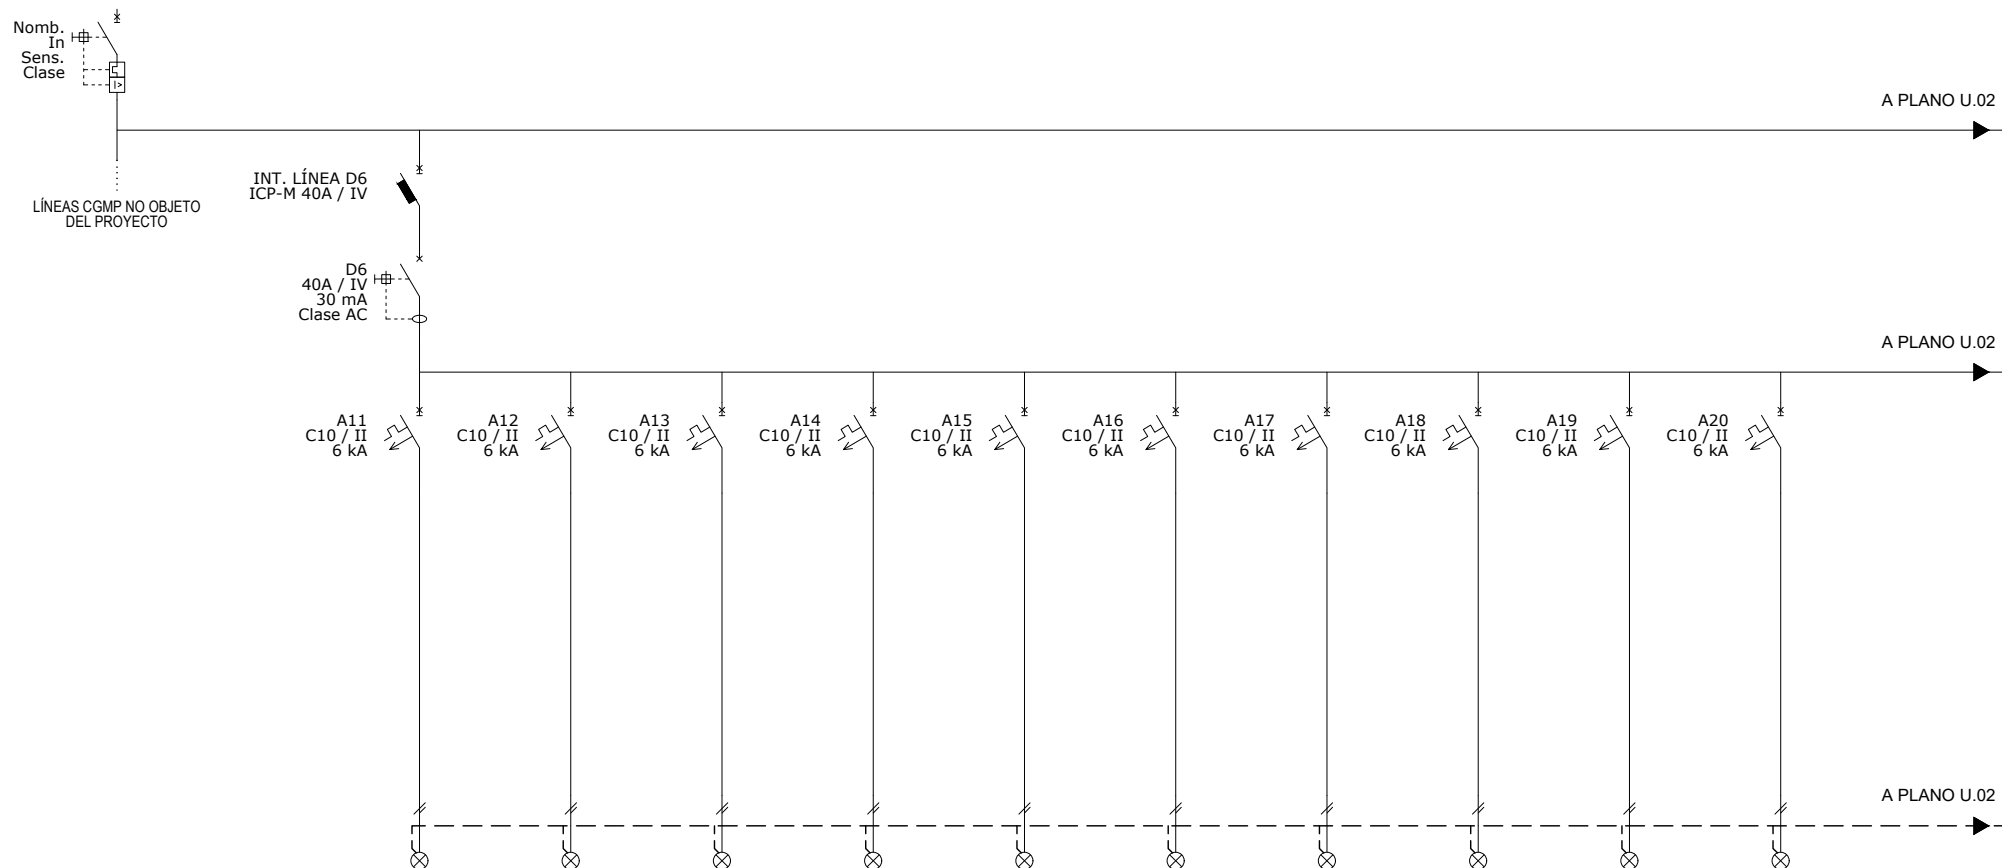 Nomb.
In
Sens.
Clase
A PLANO U.02
INT. LÍNEA D6
ICP-M 40A / IV
LÍNEAS CGMP NO OBJETO
DEL PROYECTO
D6
40A / IV
30 mA
Clase AC
A PLANO U.02
A11
C10 / II
6 kA
A12
C10 / II
6 kA
A13
C10 / II
6 kA
A14
C10 / II
6 kA
A15
C10 / II
6 kA
A16
C10 / II
6 kA
A17
C10 / II
6 kA
A18
C10 / II
6 kA
A19
C10 / II
6 kA
A20
C10 / II
6 kA
A PLANO U.02